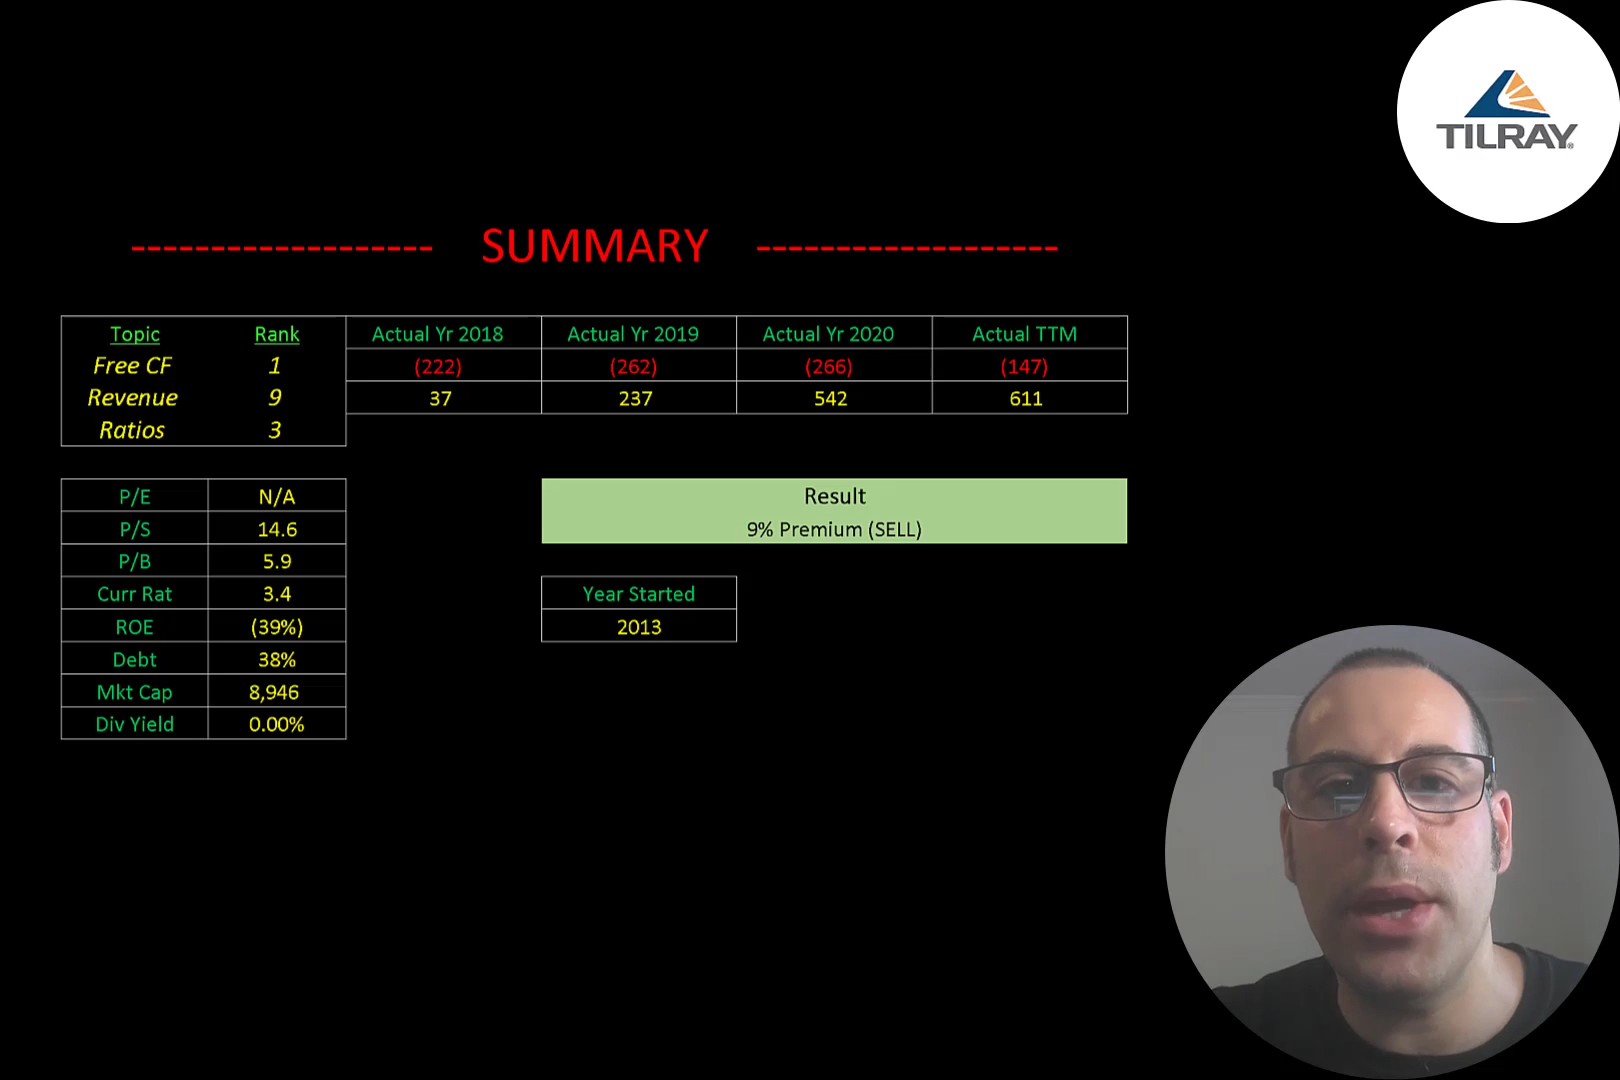 TILRAY
------------------- SUMMARY -------------------
Topic Rank Actual Yr 2018 Actual Yr 2019 Actual Yr 2020 Actual TTM
Free CF 1 (222) (262) (266) (147)
Revenue 9 37 237 542 611
Ratios 3
P/E N/A
P/S 14.6
P/B 5.9
Curr Rat 3.4
ROE (39%)
Debt 38%
Mkt Cap 8,946
Div Yield 0.00%
Result
9% Premium (SELL)
Year Started
2013